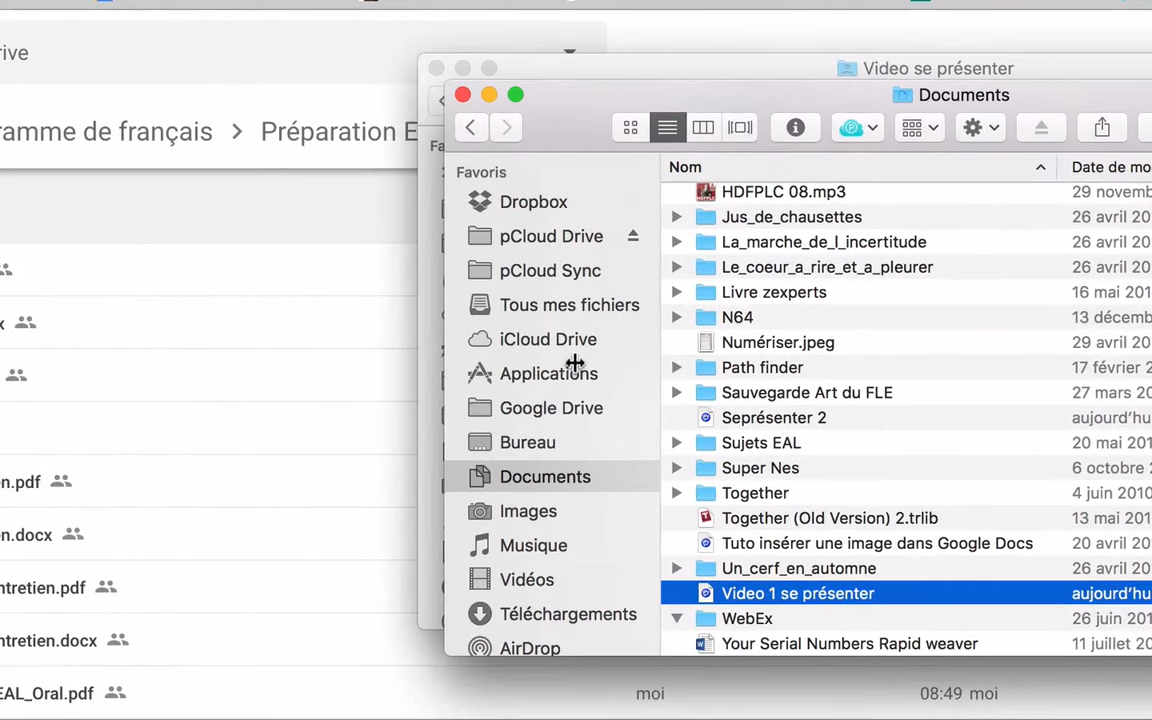 rive
Video se présenter
Documents
ramme de français > Préparation E
Fa
Favoris
Dropbox
pCloud Drive
pCloud Sync
Tous mes fichiers
iCloud Drive
Applications
Google Drive
Bureau
Documents
Images
Musique
Vidéos
Téléchargements
AirDrop
Nom Date de mo
HDFPLC 08.mp3 29 novemb
Jus_de_chausettes 26 avril 20
La_marche_de_l_incertitude 26 avril 20
Le_coeur_a_rire_et_a_pleurer 26 avril 20
Livre zexperts 16 mai 201
N64 13 décemb
Numériser.jpeg 29 avril 20
Path finder 17 février 2
Sauvegarde Art du FLE 27 mars 20
Seprésenter 2 aujourd’hu
Sujets EAL 20 mai 201
Super Nes 6 octobre 2
Together 4 juin 2010
Together (Old Version) 2.trlib 13 mai 201
Tuto insérer une image dans Google Docs 20 avril 20
Un_cerf_en_automne 26 avril 20
Video 1 se présenter aujourd’hu
WebEx 26 juin 201
Your Serial Numbers Rapid weaver 11 juillet 20
x
en.pdf
en.docx
ntretien.pdf
ntretien.docx
EAL_Oral.pdf moi 08:49 moi